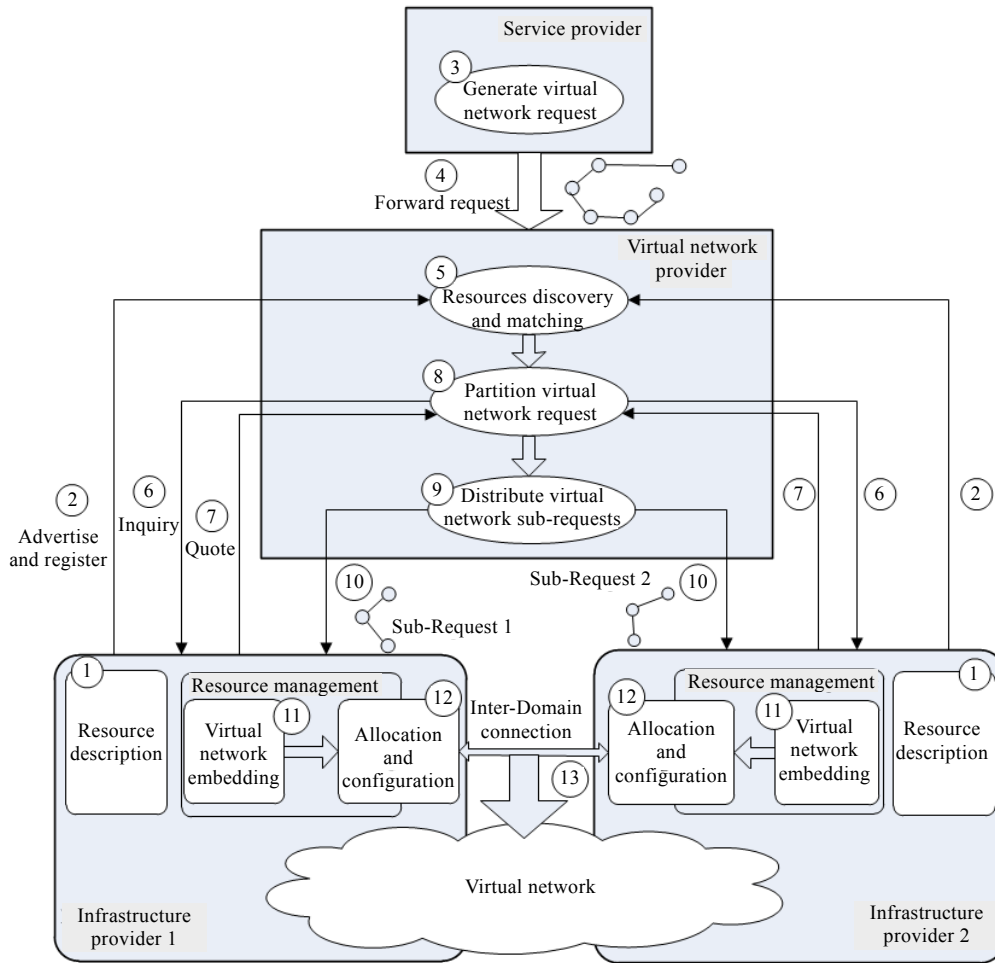 Service provider
3
Generate virtual
network request
4
Forward request
Virtual network
provider
5
Resources discovery
and matching
8
Partition virtual
network request
9
Distribute virtual
network sub-requests
2
Advertise
and register
6
Inquiry
7
Quote
7
6
2
10
Sub-Request 1
Sub-Request 2
10
1
Resource
description
Resource management
11
Virtual
network
embedding
12
Allocation
and
configuration
Inter-Domain
connection
13
12
Allocation
and
configuration
Resource management
11
Virtual
network
embedding
1
Resource
description
Virtual network
Infrastructure
provider 1
Infrastructure
provider 2